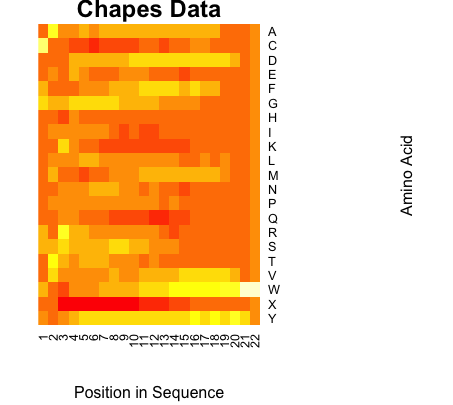 Chapes Data
A
C
D
E
F
G
H
I
K
L
M
N
P
Q
R
S
T
V
W
X
Y
Amino Acid
1 2 3 4 5 6 7 8 9 10 11 12 13 14 15 16 17 18 19 20 21 22
Position in Sequence